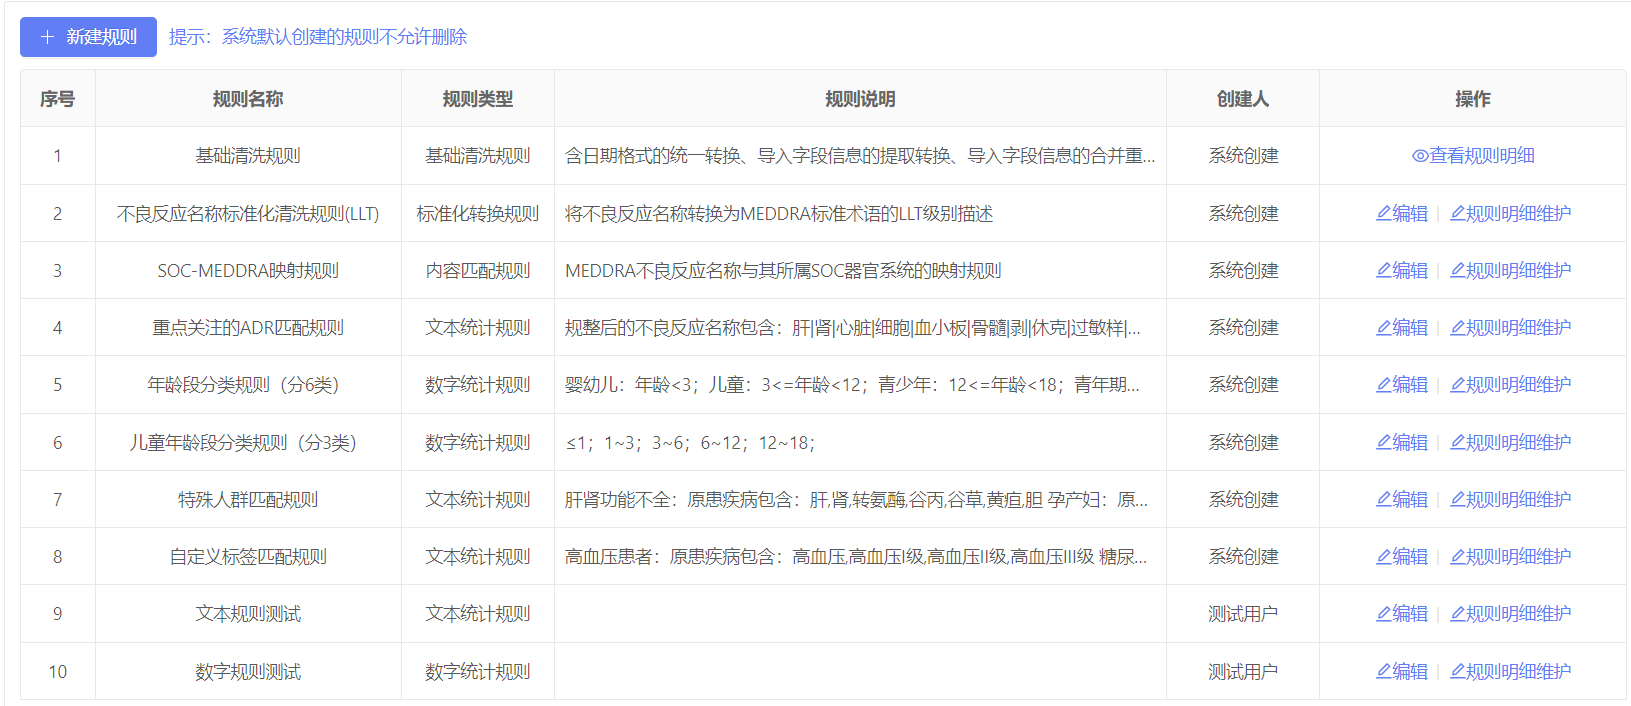 新建规则 提示：系统默认创建的规则不允许删除
序号 规则名称 规则类型 规则说明 创建人 操作
1 基础清洗规则 基础清洗规则 含日期格式的统一转换、导入字段信息的提取转换、导入字段信息的合并重... 系统创建 查看规则明细
2 不良反应名称标准化清洗规则(LLT) 标准化转换规则 将不良反应名称转换为MEDDRA标准术语的LLT级别描述 系统创建 编辑 | 规则明细维护
3 SOC-MEDDRA映射规则 内容匹配规则 MEDDRA不良反应名称与其所属SOC器官系统的映射规则 系统创建 编辑 | 规则明细维护
4 重点关注的ADR匹配规则 文本统计规则 规整后的不良反应名称包含：肝|肾|心脏|细胞|血小板|骨髓|剥|休克|过敏样|... 系统创建 编辑 | 规则明细维护
5 年龄段分类规则（分6类） 数字统计规则 婴幼儿：年龄<3；儿童：3<=年龄<12；青少年：12<=年龄<18；青年期... 系统创建 编辑 | 规则明细维护
6 儿童年龄段分类规则（分3类） 数字统计规则 ≤1；1~3；3~6；6~12；12~18； 系统创建 编辑 | 规则明细维护
7 特殊人群匹配规则 文本统计规则 肝肾功能不全：原患疾病包含：肝,肾,转氨酶,谷丙,谷草,黄疸,胆 孕产妇：原... 系统创建 编辑 | 规则明细维护
8 自定义标签匹配规则 文本统计规则 高血压患者：原患疾病包含：高血压,高血压I级,高血压II级,高血压III级 糖尿... 系统创建 编辑 | 规则明细维护
9 文本规则测试 文本统计规则 测试用户 编辑 | 规则明细维护
10 数字规则测试 数字统计规则 测试用户 编辑 | 规则明细维护